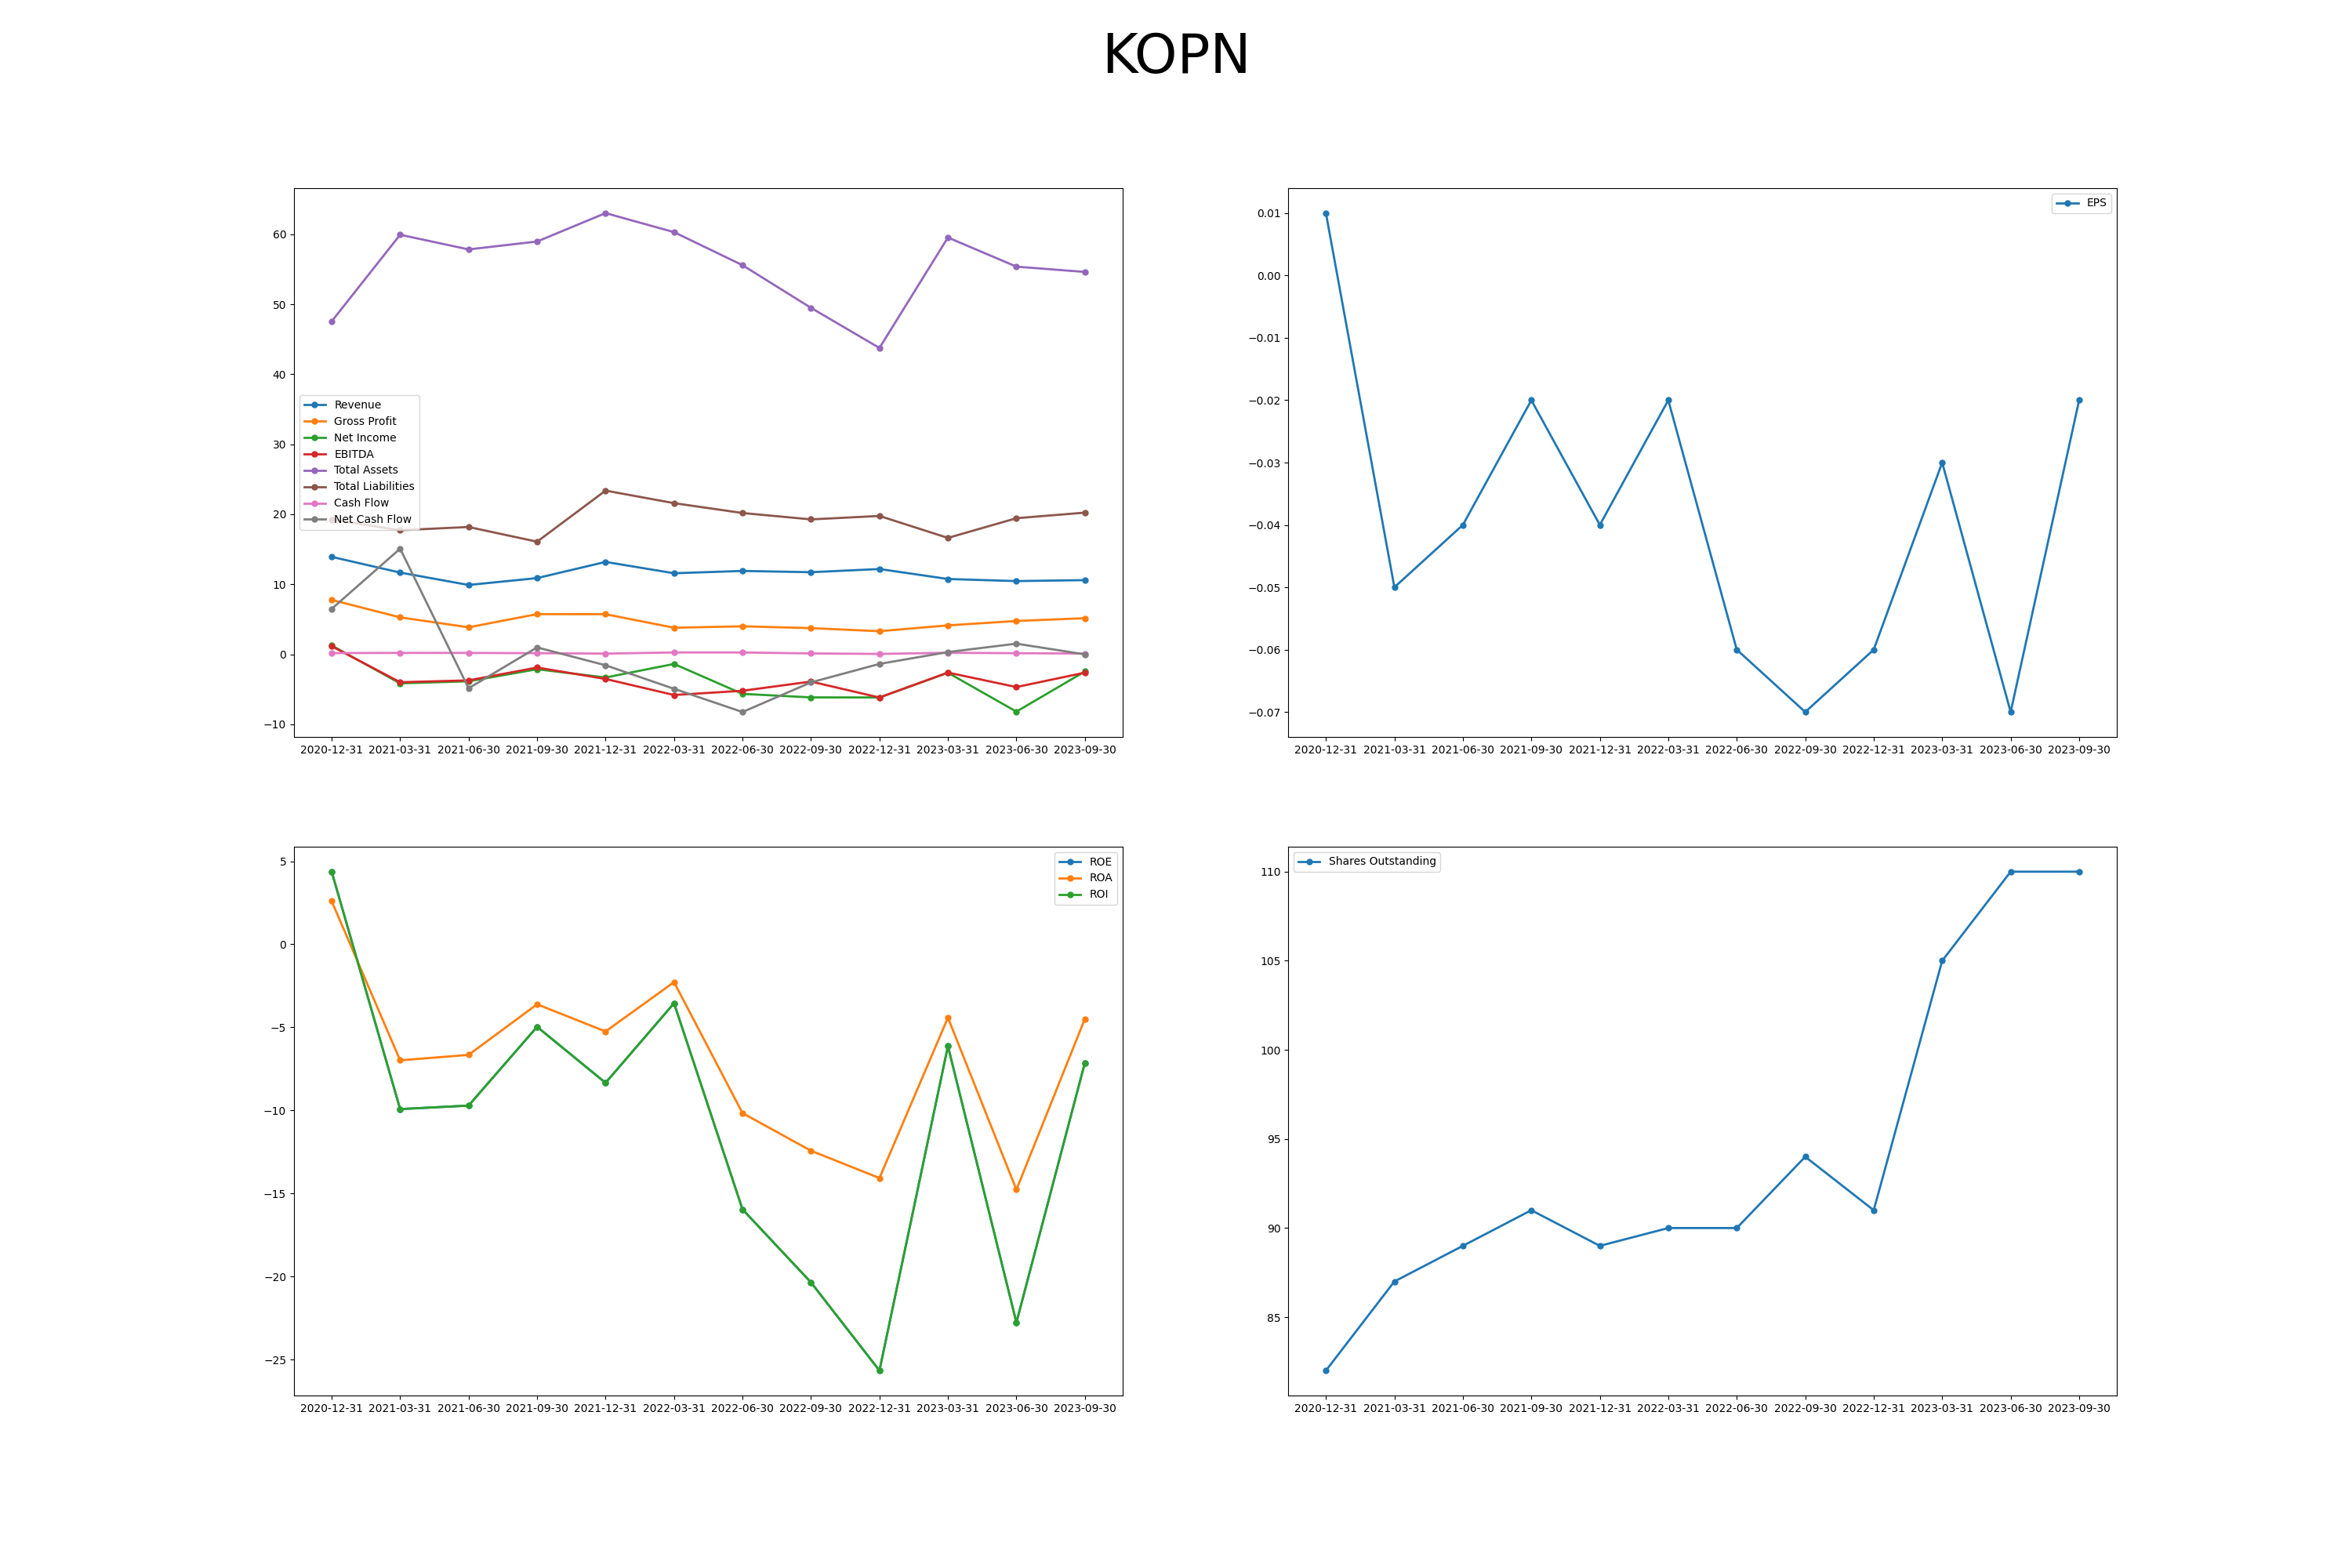 KOPN
60
50
40
30
20
10
0
−10
Revenue
Gross Profit
Net Income
EBITDA
Total Assets
Total Liabilities
Cash Flow
Net Cash Flow
2020-12-31 2021-03-31 2021-06-30 2021-09-30 2021-12-31 2022-03-31 2022-06-30 2022-09-30 2022-12-31 2023-03-31 2023-06-30 2023-09-30
EPS
0.01
0.00
−0.01
−0.02
−0.03
−0.04
−0.05
−0.06
−0.07
2020-12-31 2021-03-31 2021-06-30 2021-09-30 2021-12-31 2022-03-31 2022-06-30 2022-09-30 2022-12-31 2023-03-31 2023-06-30 2023-09-30
5
0
−5
−10
−15
−20
−25
ROE
ROA
ROI
2020-12-31 2021-03-31 2021-06-30 2021-09-30 2021-12-31 2022-03-31 2022-06-30 2022-09-30 2022-12-31 2023-03-31 2023-06-30 2023-09-30
Shares Outstanding
110
105
100
95
90
85
2020-12-31 2021-03-31 2021-06-30 2021-09-30 2021-12-31 2022-03-31 2022-06-30 2022-09-30 2022-12-31 2023-03-31 2023-06-30 2023-09-30